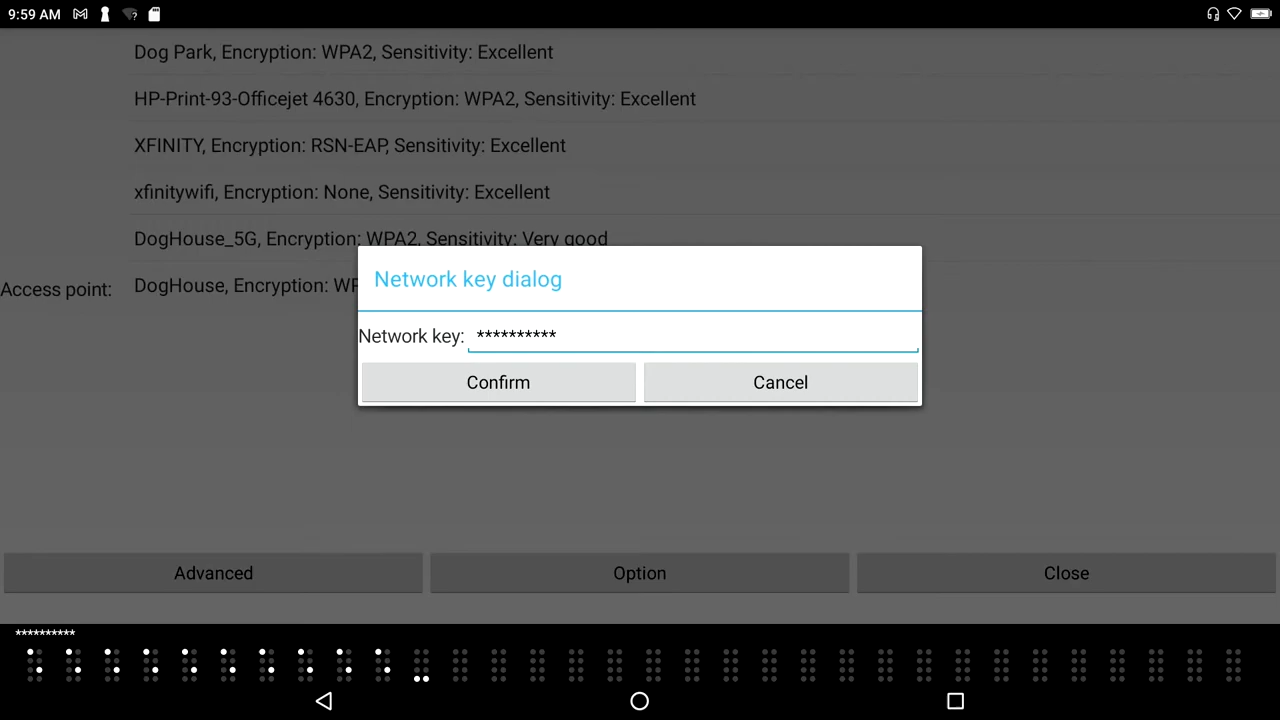 9:59 AM
Dog Park, Encryption: WPA2, Sensitivity: Excellent
HP-Print-93-Officejet 4630, Encryption: WPA2, Sensitivity: Excellent
XFINITY, Encryption: RSN-EAP, Sensitivity: Excellent
xfinitywifi, Encryption: None, Sensitivity: Excellent
DogHouse_5G, Encryption: WPA2, Sensitivity: Very good
Access point: DogHouse, Encryption: WP
Network key dialog
Network key: **********
Confirm Cancel
Advanced Option Close
**********